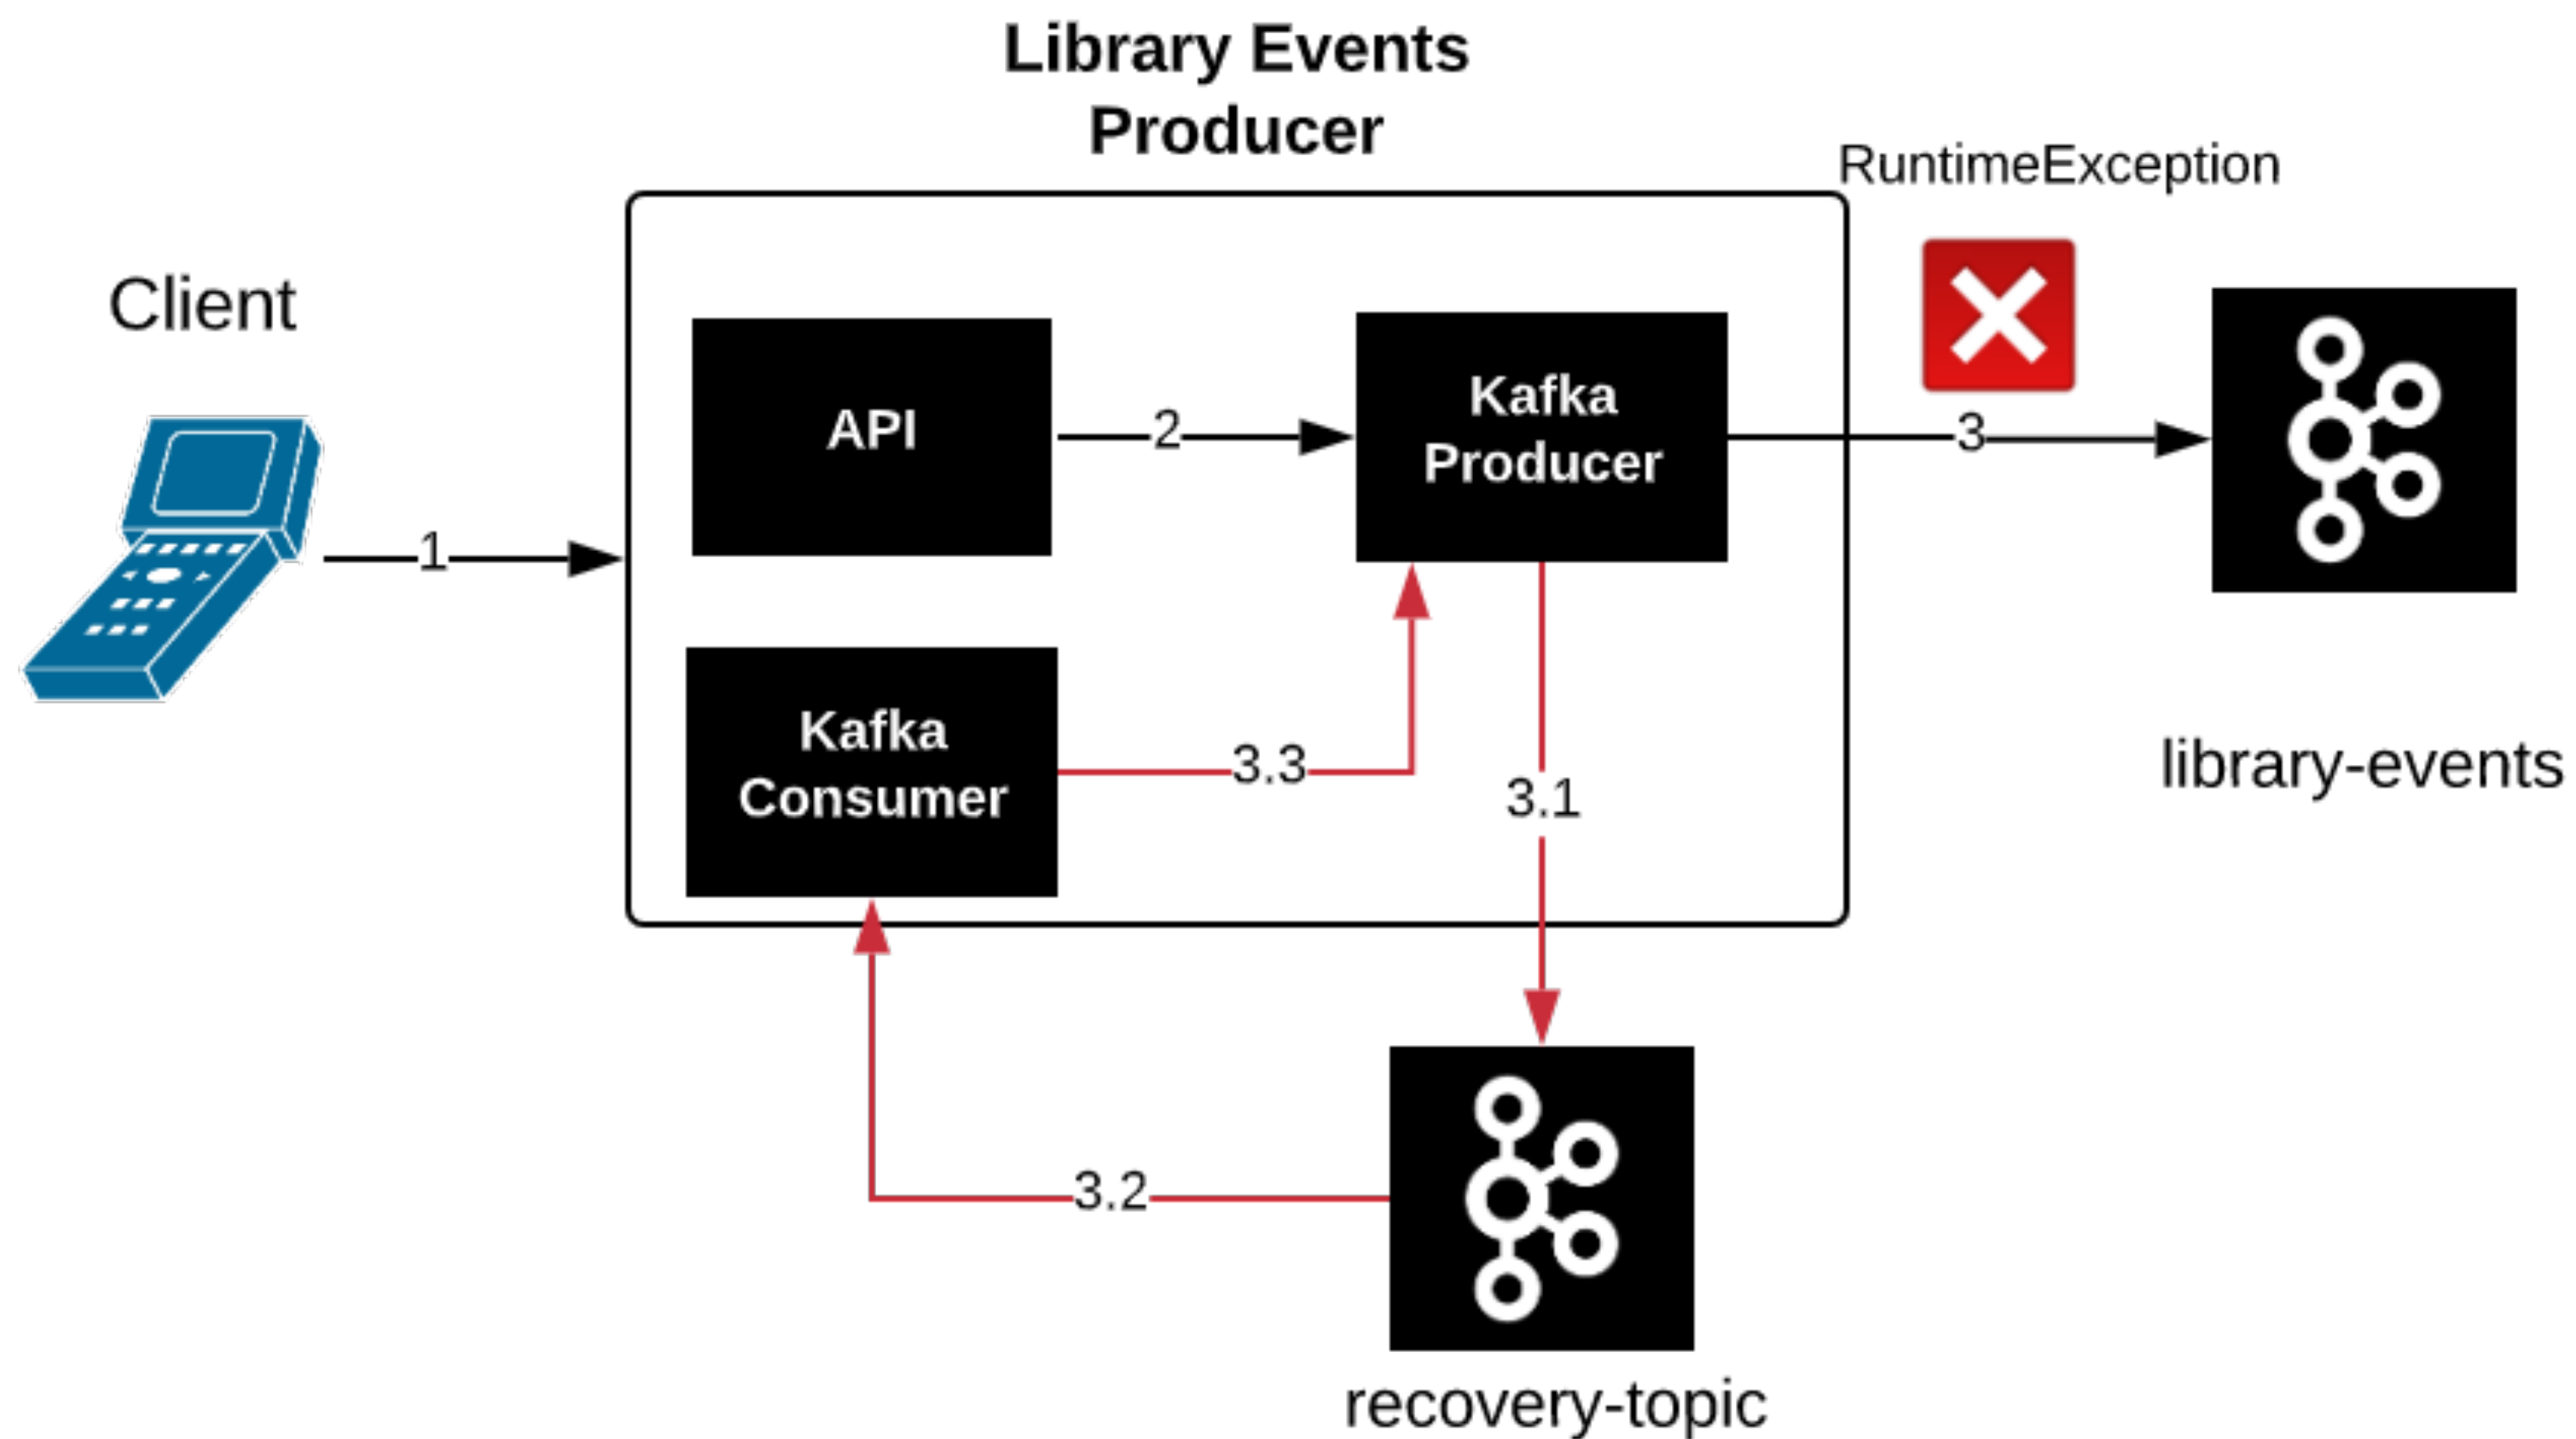 Library Events
Producer
RuntimeException
Client
API
2
Kafka
Producer
3
1
Kafka
Consumer
3.3
3.1
library-events
3.2
recovery-topic